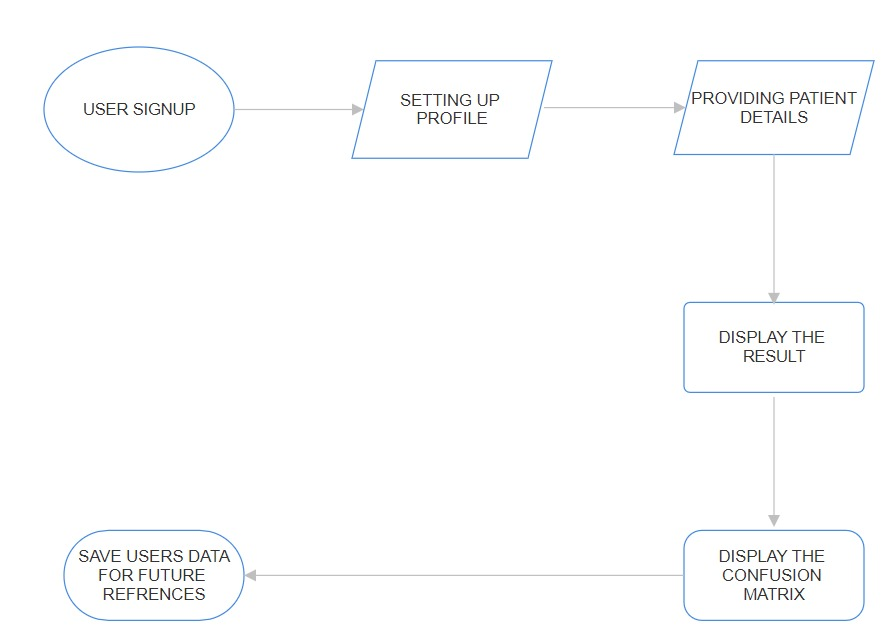 USER SIGNUP
SETTING UP
PROFILE
PROVIDING PATIENT
DETAILS
DISPLAY THE
RESULT
DISPLAY THE
CONFUSION
MATRIX
SAVE USERS DATA
FOR FUTURE
REFRENCES